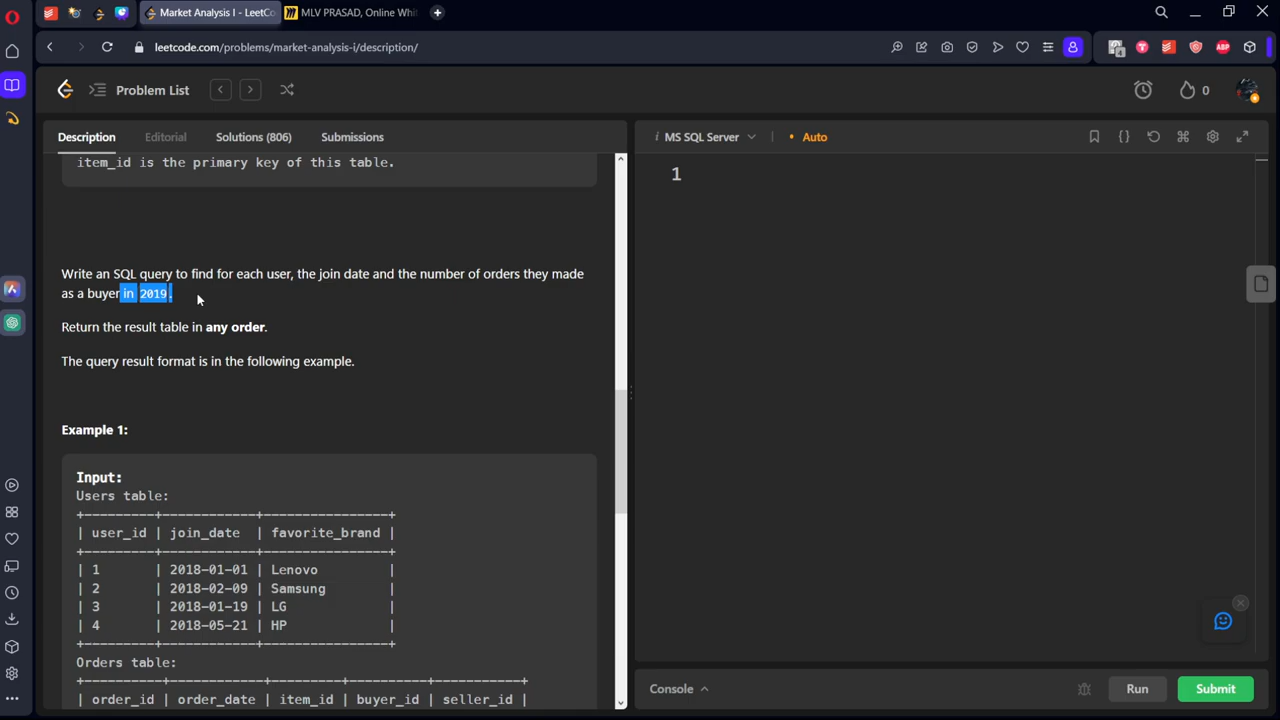 Market Analysis I - LeetCo
MLV PRASAD, Online Whit
leetcode.com/problems/market-analysis-i/description/
4
ABP
Problem List
0
Description
Editorial
Solutions (806)
Submissions
i MS SQL Server
• Auto
item_id is the primary key of this table.
1
Write an SQL query to find for each user, the join date and the number of orders they made
as a buyer in 2019.
Return the result table in any order.
The query result format is in the following example.
Example 1:
Input:
Users table:
+---------+------------+----------------+
| user_id | join_date | favorite_brand |
+---------+------------+----------------+
| 1 | 2018-01-01 | Lenovo |
| 2 | 2018-02-09 | Samsung |
| 3 | 2018-01-19 | LG |
| 4 | 2018-05-21 | HP |
+---------+------------+----------------+
Orders table:
+----------+------------+---------+----------+-----------+
| order_id | order_date | item_id | buyer_id | seller_id |
Console
Run
Submit